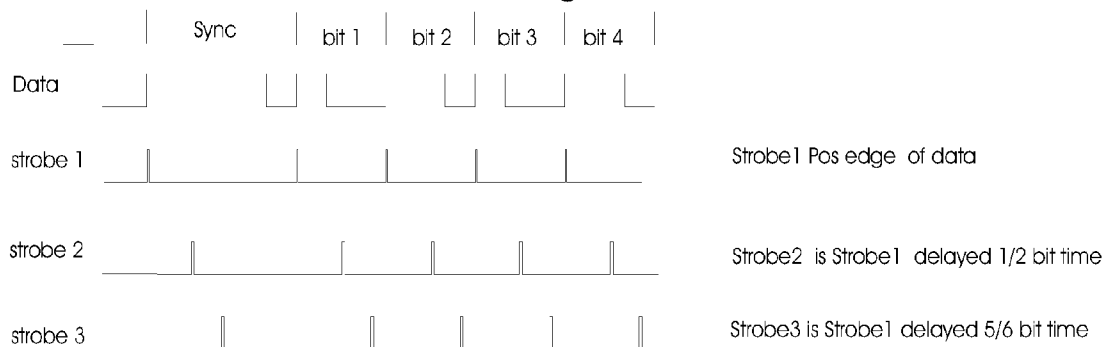 Sync bit 1 bit 2 bit 3 bit 4
Data
strobe 1 Strobe1 Pos edge of data
strobe 2 Strobe2 is Strobe1 delayed 1/2 bit time
strobe 3 Strobe3 is Strobe1 delayed 5/6 bit time